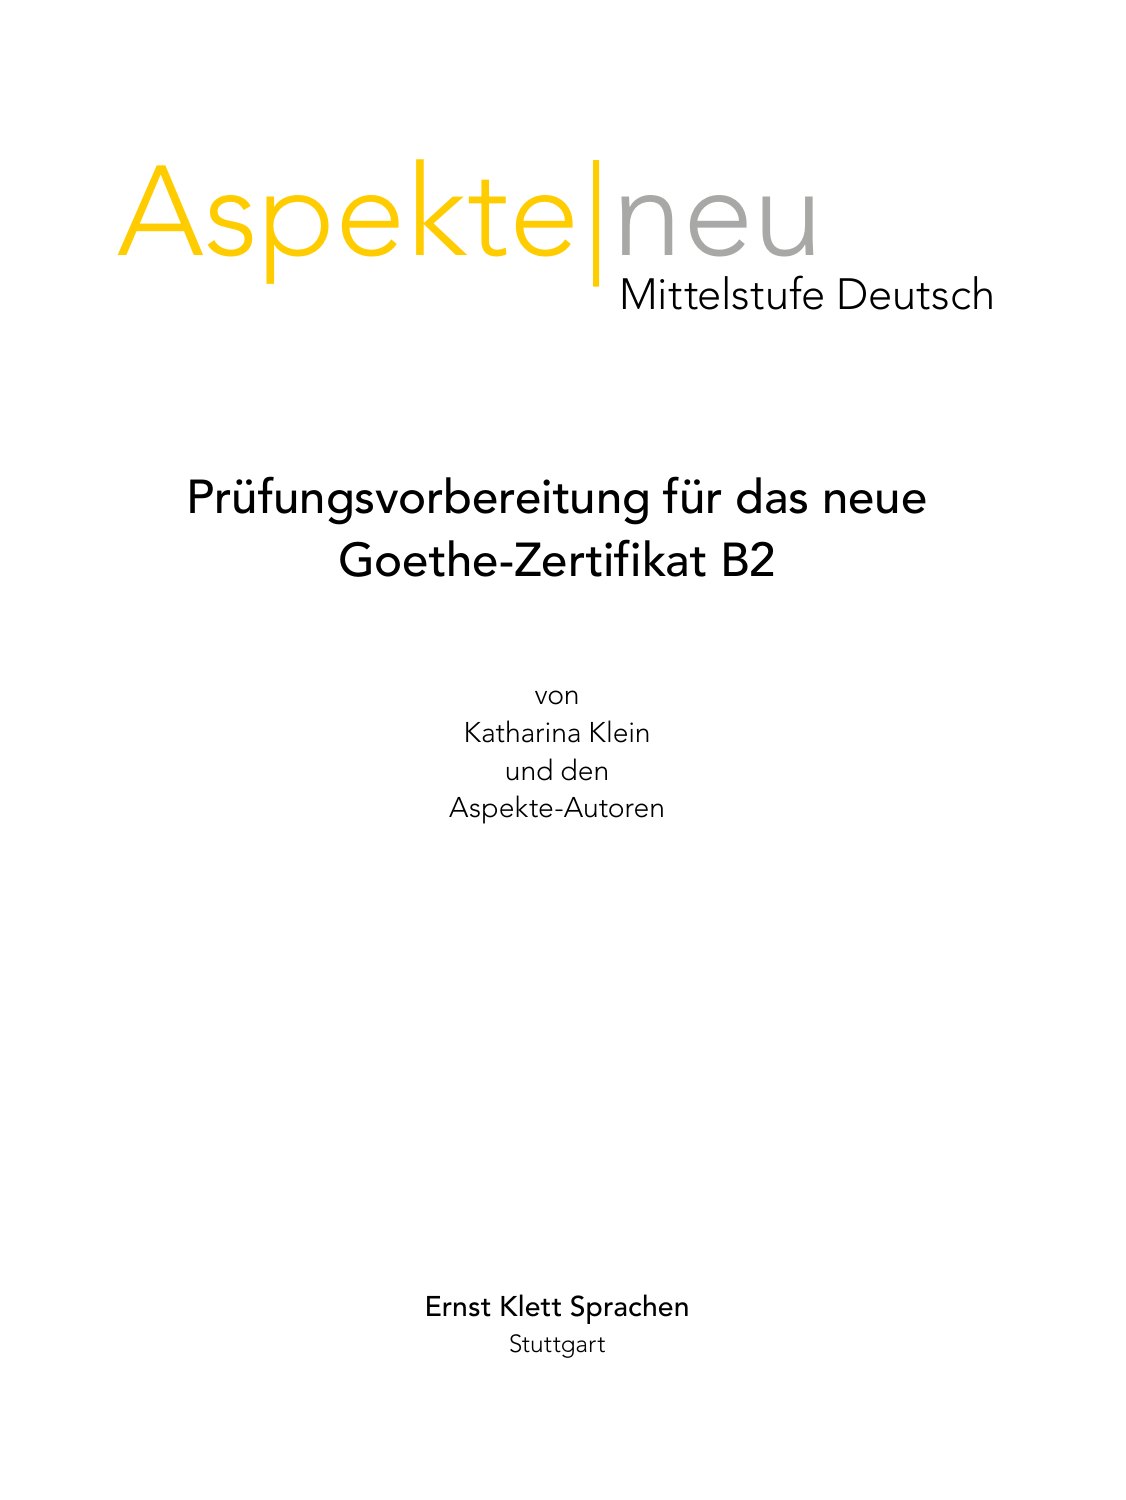 Aspekte|neu
Mittelstufe Deutsch
Prüfungsvorbereitung für das neue
Goethe-Zertifikat B2
von
Katharina Klein
und den
Aspekte-Autoren
Ernst Klett Sprachen
Stuttgart